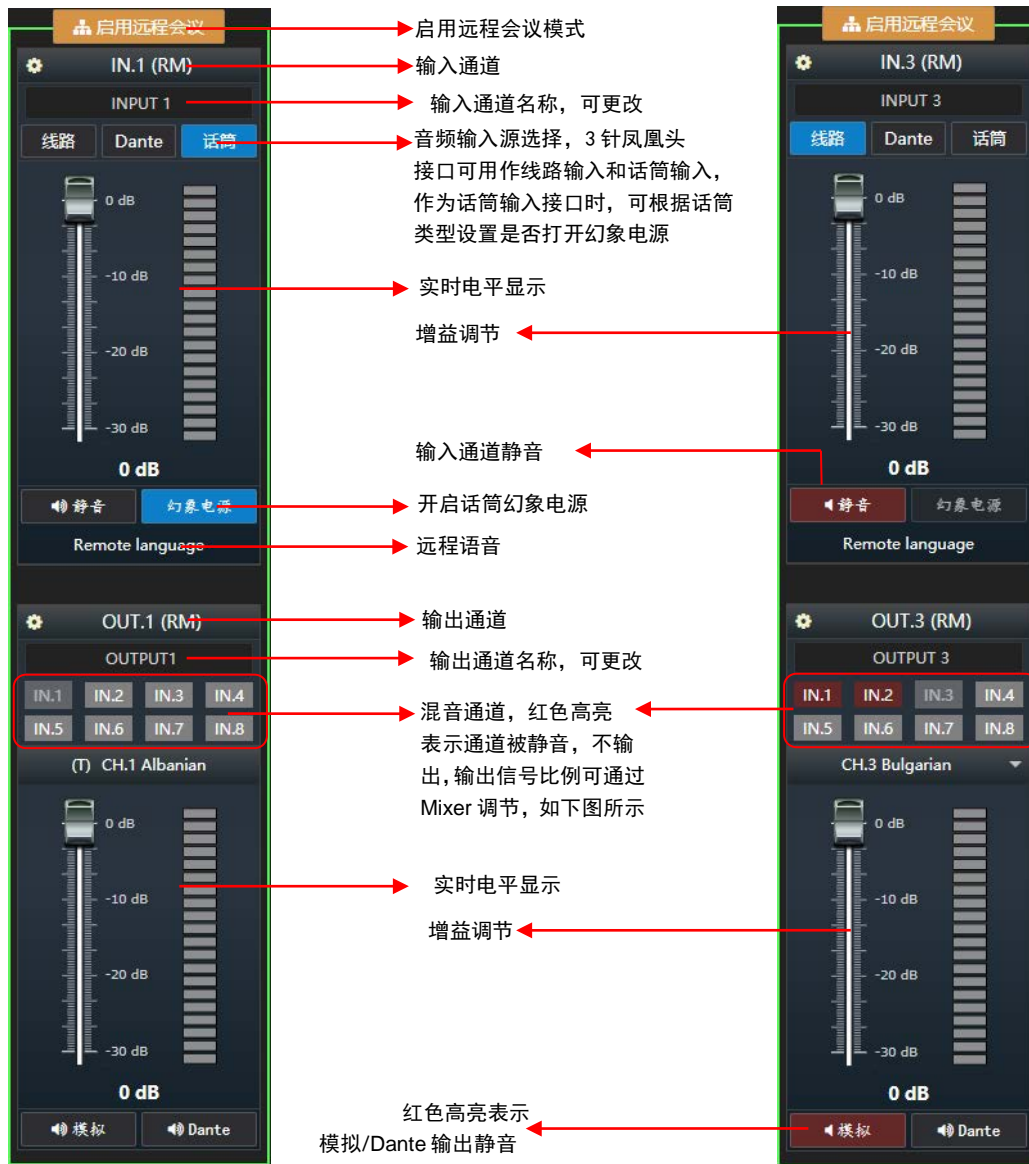 启用远程会议
IN.1 (RM)
INPUT 1
线路 Dante 话筒
0 dB
-10 dB
-20 dB
-30 dB
0 dB
静音 幻象电源
Remote language
OUT.1 (RM)
OUTPUT1
IN.1 IN.2 IN.3 IN.4
IN.5 IN.6 IN.7 IN.8
(T) CH.1 Albanian
0 dB
-10 dB
-20 dB
-30 dB
0 dB
模拟 Dante
启用远程会议模式
输入通道
输入通道名称，可更改
音频输入源选择，3 针凤凰头
接口可用作线路输入和话筒输入，
作为话筒输入接口时，可根据话筒
类型设置是否打开幻象电源
实时电平显示
增益调节
输入通道静音
开启话筒幻象电源
远程语音
输出通道
输出通道名称，可更改
混音通道，红色高亮
表示通道被静音，不输
出,输出信号比例可通过
Mixer 调节，如下图所示
实时电平显示
增益调节
红色高亮表示
模拟/Dante 输出静音
启用远程会议
IN.3 (RM)
INPUT 3
线路 Dante 话筒
0 dB
-10 dB
-20 dB
-30 dB
0 dB
静音 幻象电源
Remote language
OUT.3 (RM)
OUTPUT 3
IN.1 IN.2 IN.3 IN.4
IN.5 IN.6 IN.7 IN.8
CH.3 Bulgarian
0 dB
-10 dB
-20 dB
-30 dB
0 dB
模拟 Dante